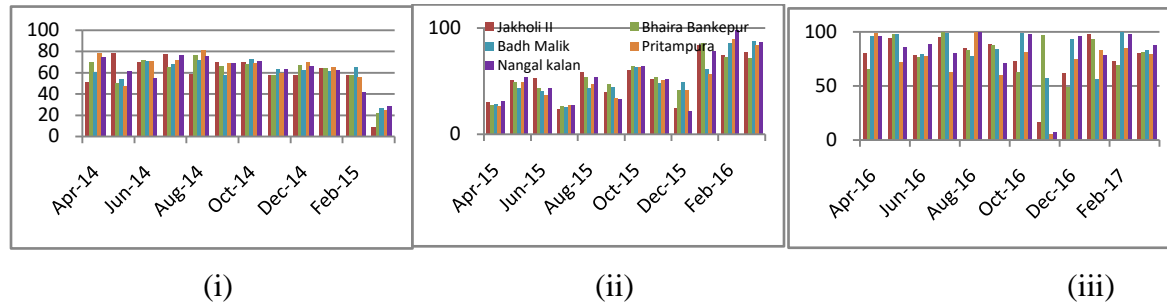 100
80
60
40
20
0
Apr-14
Jun-14
Aug-14
Oct-14
Dec-14
Feb-15
(i)
100
0
Jakholi II
Bhaira Bankepur
Badh Malik
Pritampura
Nangal kalan
Apr-15
Jun-15
Aug-15
Oct-15
Dec-15
Feb-16
(ii)
100
50
0
Apr-16
Jun-16
Aug-16
Oct-16
Dec-16
Feb-17
(iii)